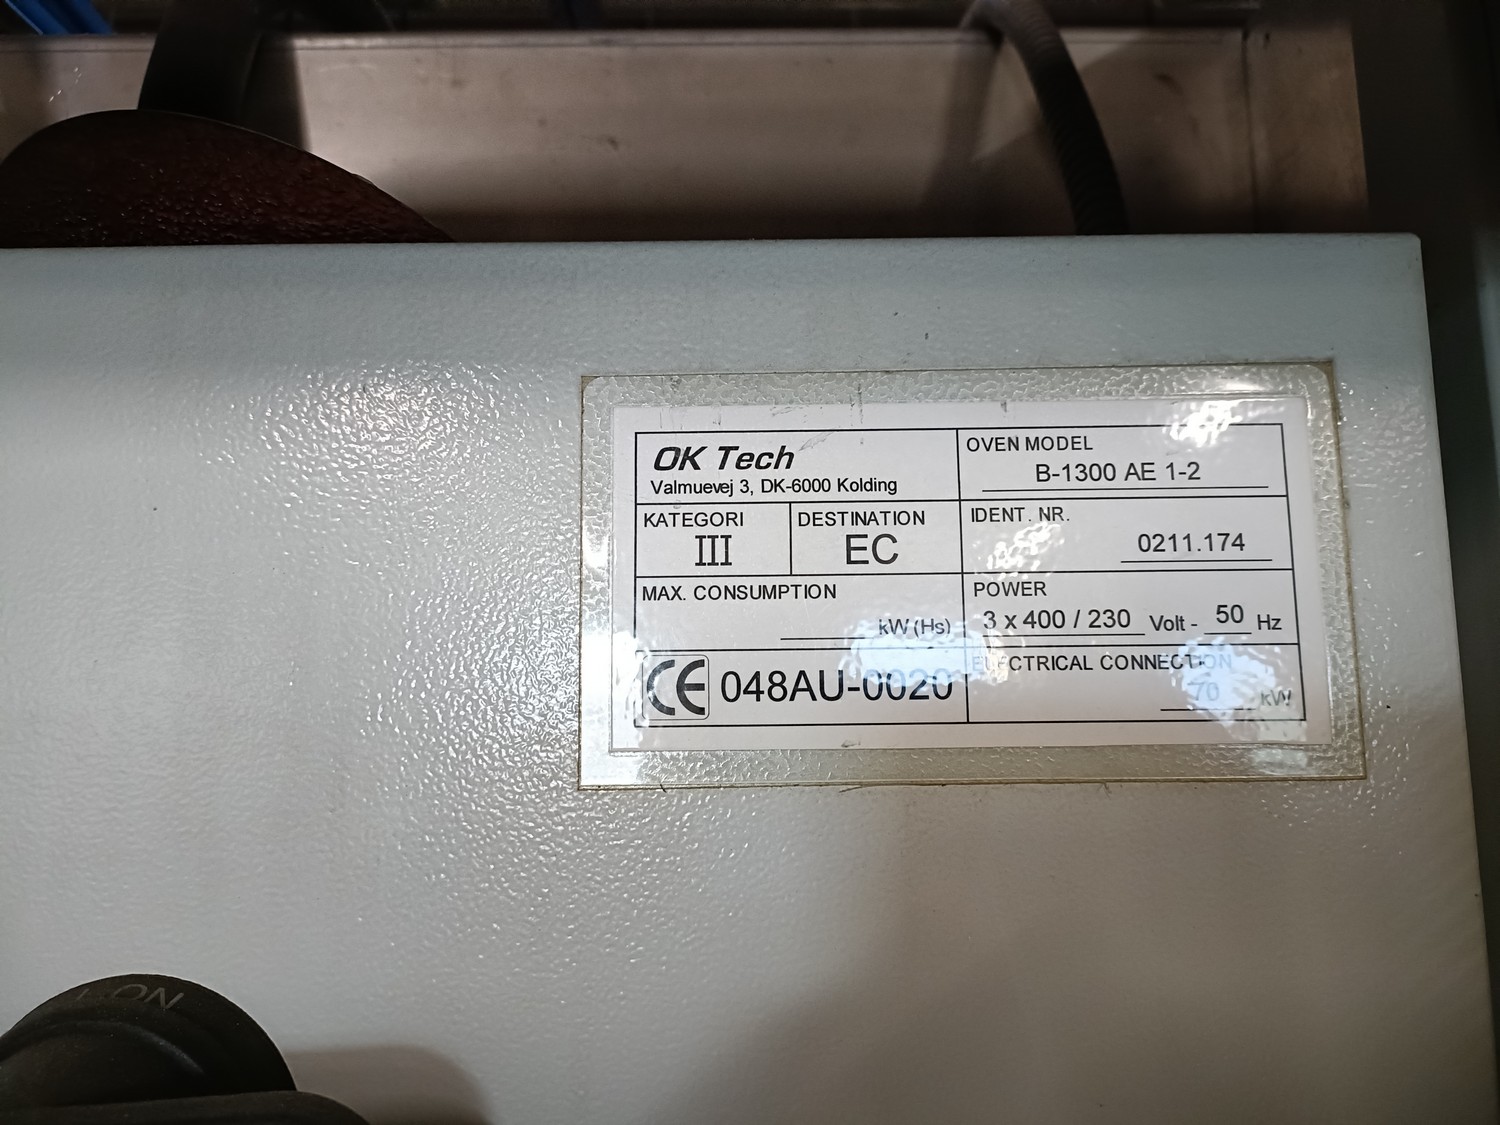 OK Tech
Valmuevej 3, DK-6000 Kolding
OVEN MODEL
B-1300 AE 1-2
KATEGORI
III
DESTINATION
EC
IDENT. NR.
0211.174
MAX. CONSUMPTION
kW (Hs)
POWER
3 x 400 / 230 Volt - 50 Hz
CE 048AU-0020
ELECTRICAL CONNECTION
70 kW
I-ON